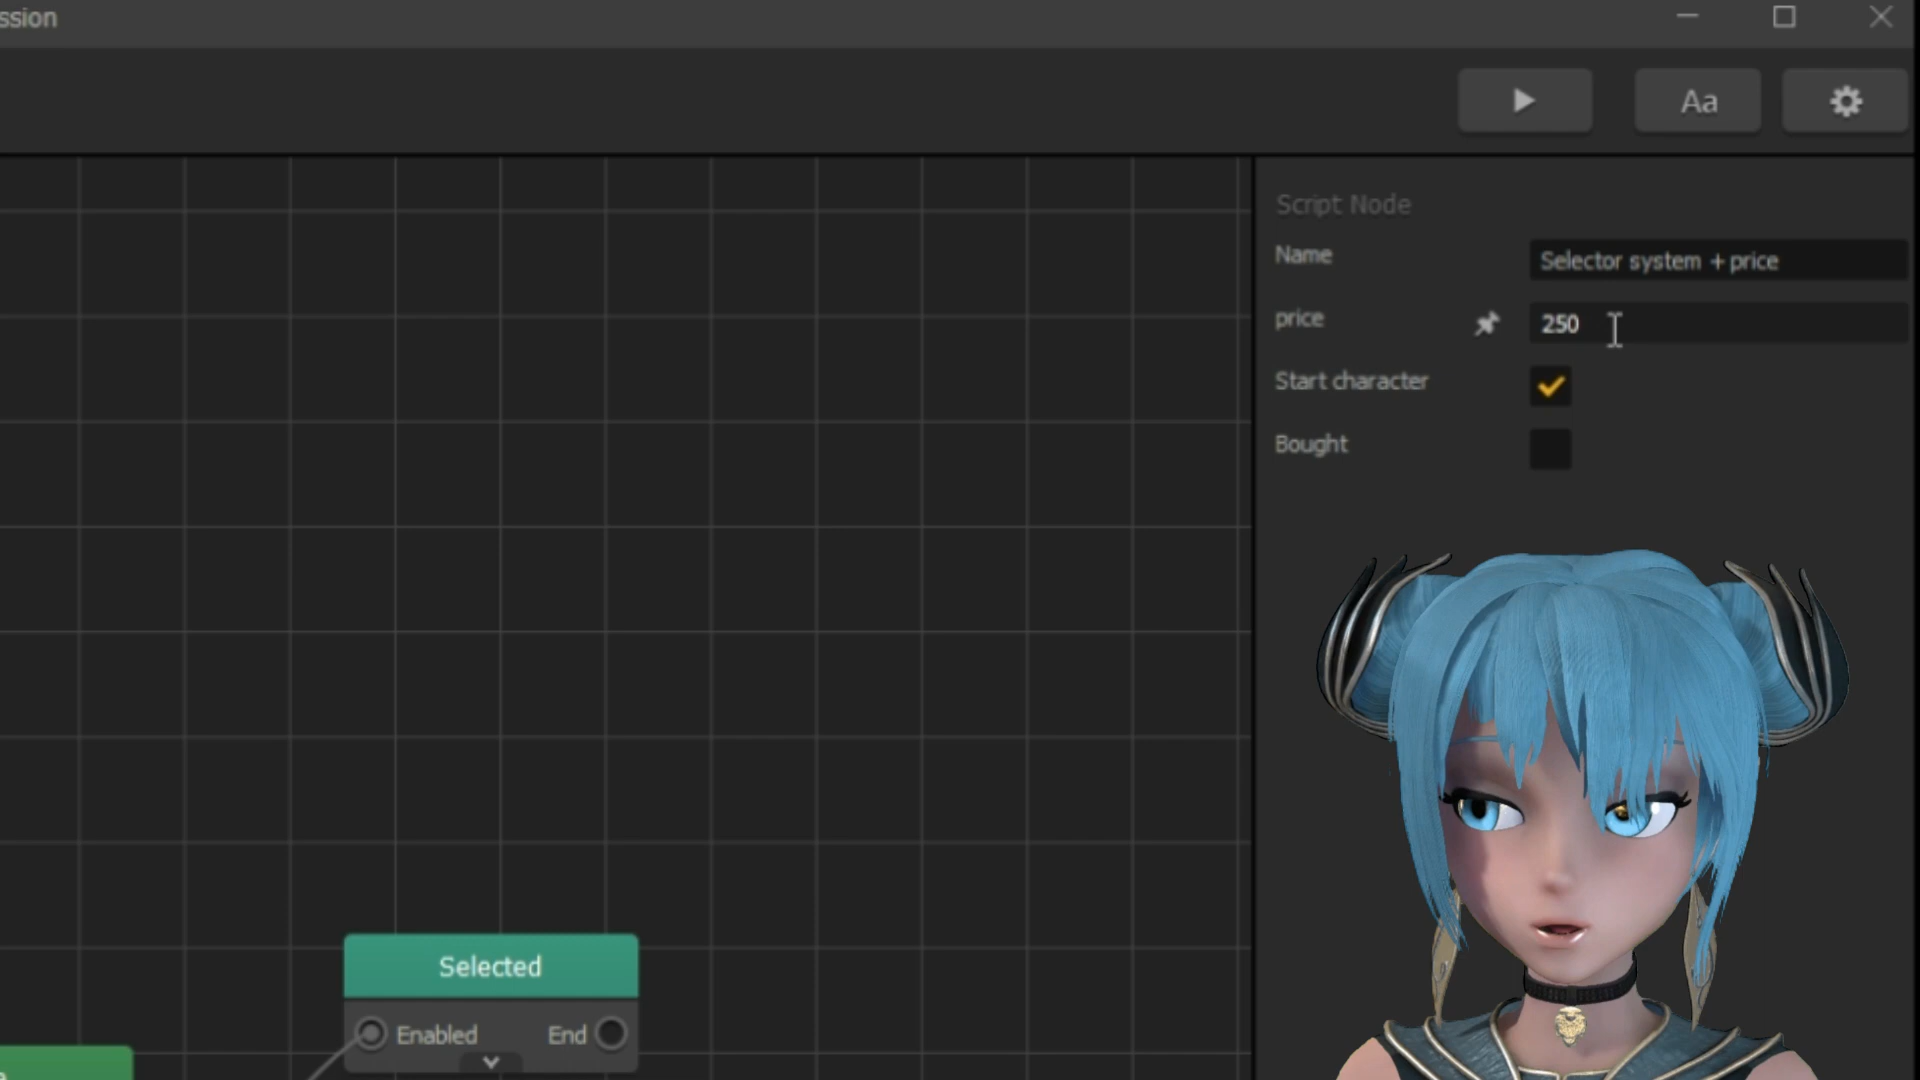 ssion
Aa
Script Node
Name
Selector system + price
price
250
Start character
Bought
Selected
Enabled
End